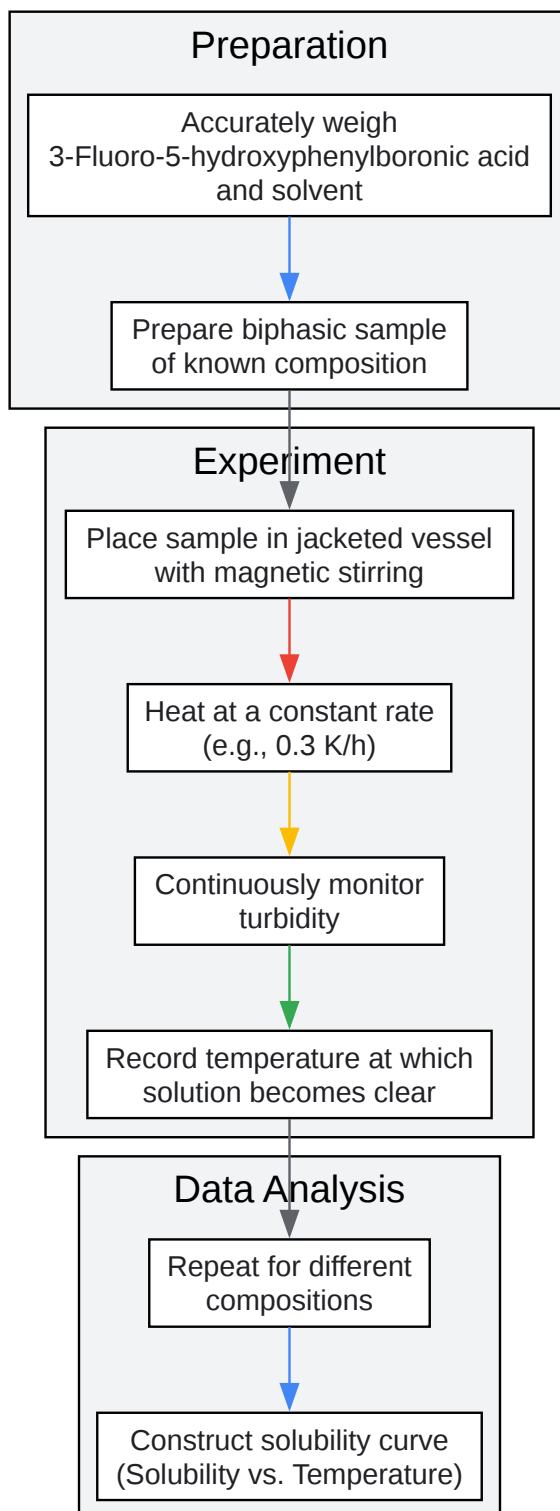 Preparation
Accurately weigh
3-Fluoro-5-hydroxyphenylboronic acid
and solvent
Prepare biphasic sample
of known composition
Experiment
Place sample in jacketed vessel
with magnetic stirring
Heat at a constant rate
(e.g., 0.3 K/h)
Continuously monitor
turbidity
Record temperature at which
solution becomes clear
Data Analysis
Repeat for different
compositions
Construct solubility curve
(Solubility vs. Temperature)